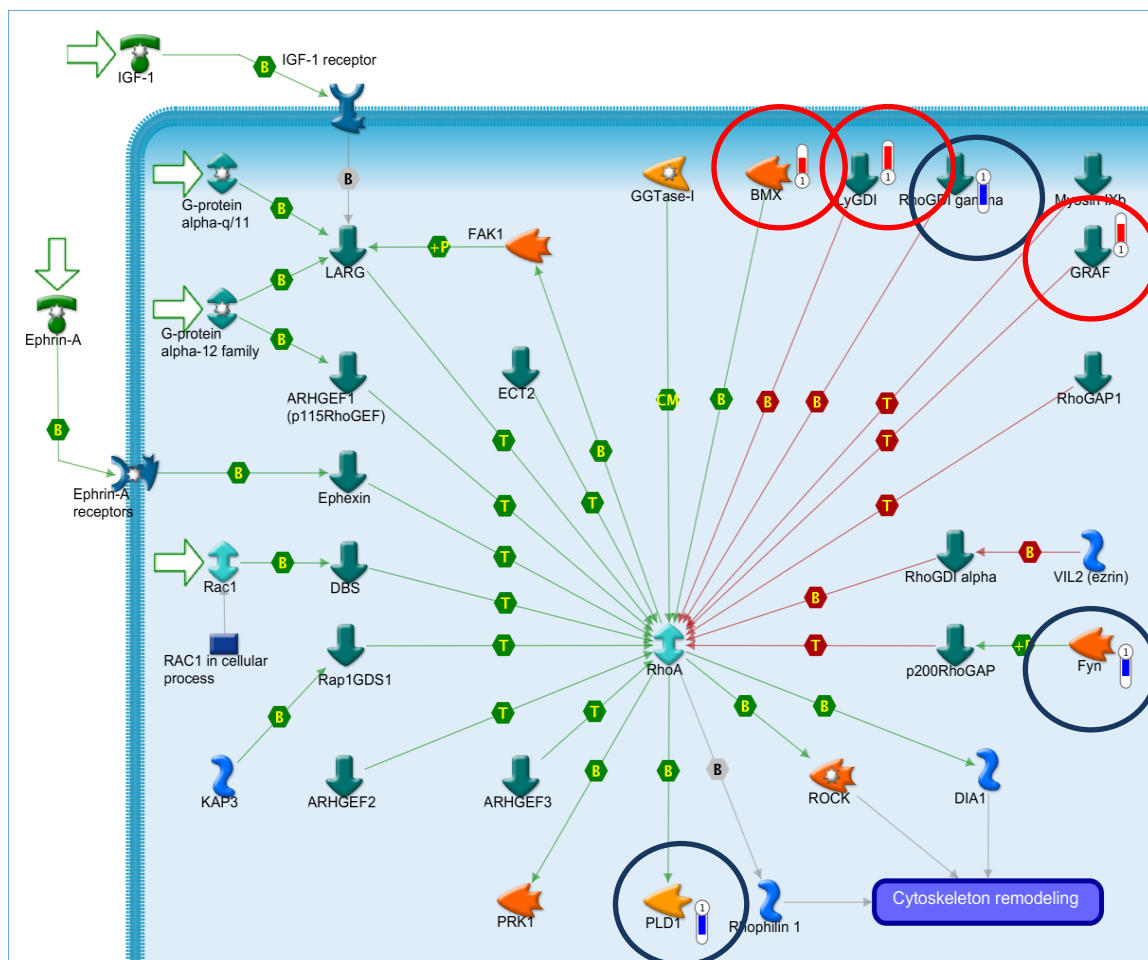 IGF-1
B
IGF-1 receptor
B
G-protein
alpha-q/11
B
LARG
+P
FAK1
GGTase-I
BMX
1
LyGDI
1
RhoGDI gamma
1
Myosin IXb
GRAF
1
Ephrin-A
B
G-protein
alpha-12 family
B
B
ARHGEF1
(p115RhoGEF)
ECT2
CM
B
B
B
T
T
RhoGAP1
T
B
T
T
T
T
B
Ephrin-A
receptors
B
Ephexin
T
Rac1
B
DBS
T
RhoGDI alpha
B
VIL2 (ezrin)
B
RAC1 in cellular
process
Rap1GDS1
T
RhoA
T
p200RhoGAP
+P
Fyn
1
B
KAP3
ARHGEF2
T
ARHGEF3
T
B
B
B
B
B
ROCK
DIA1
PRK1
PLD1
1
Rhophilin 1
Cytoskeleton remodeling